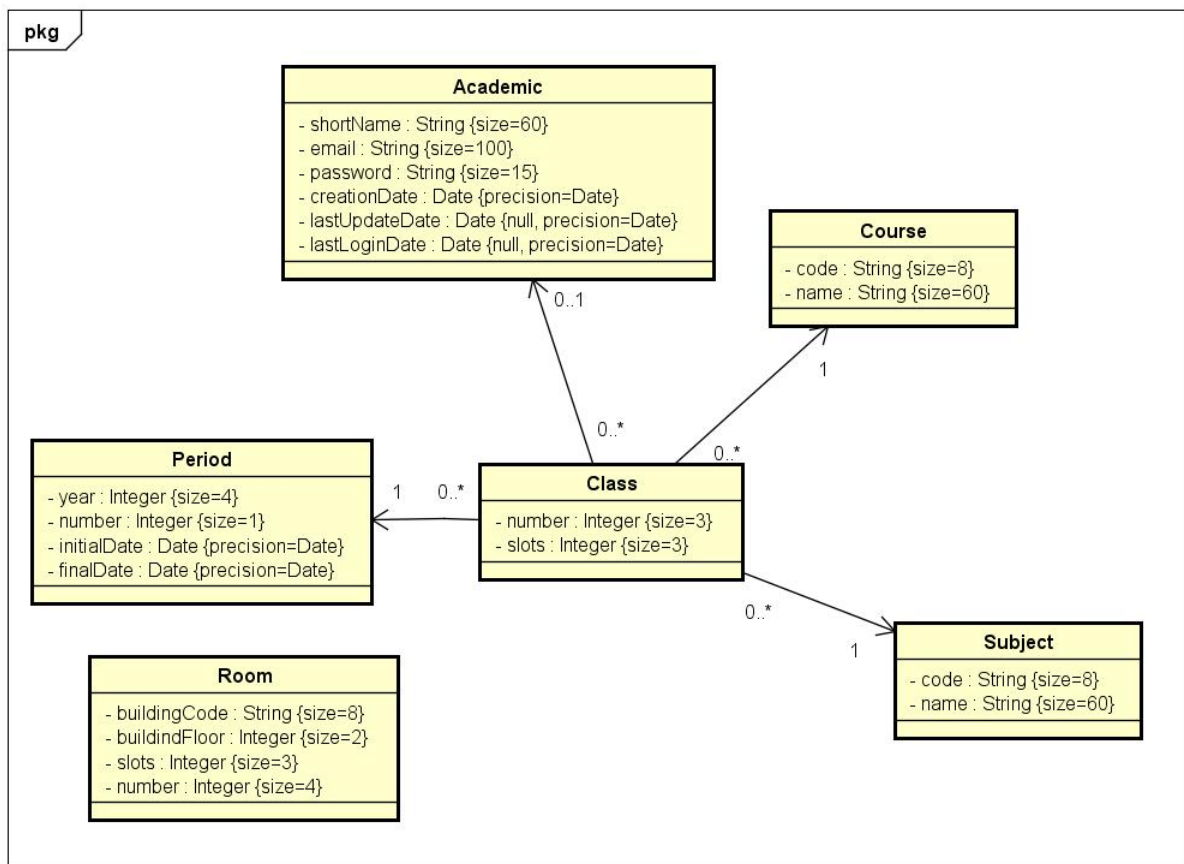 pkg
Academic
- shortName : String {size=60}
- email : String {size=100}
- password : String {size=15}
- creationDate : Date {precision=Date}
- lastUpdateDate : Date {null, precision=Date}
- lastLoginDate : Date {null, precision=Date}
Course
- code : String {size=8}
- name : String {size=60}
0..1
1
0..*
0..*
Period
- year : Integer {size=4}
- number : Integer {size=1}
- initialDate : Date {precision=Date}
- finalDate : Date {precision=Date}
1
0..*
Class
- number : Integer {size=3}
- slots : Integer {size=3}
0..*
1
Subject
- code : String {size=8}
- name : String {size=60}
Room
- buildingCode : String {size=8}
- buildindFloor : Integer {size=2}
- slots : Integer {size=3}
- number : Integer {size=4}